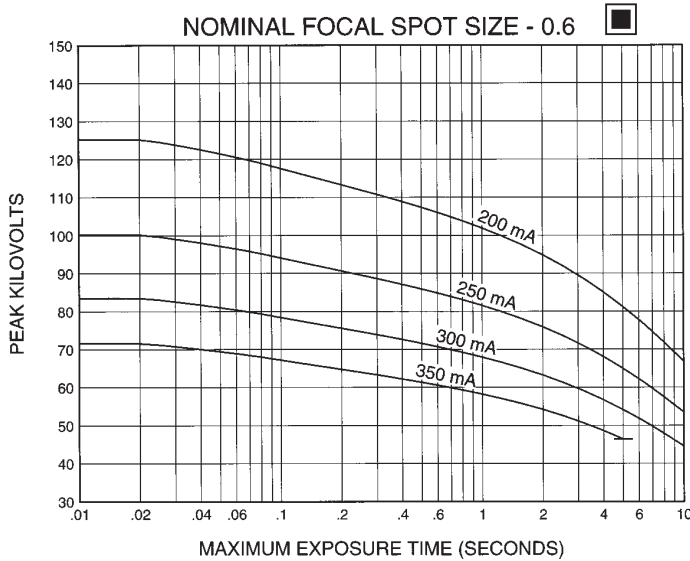 NOMINAL FOCAL SPOT SIZE - 0.6
150
140
130
120
110
100
90
80
70
60
50
40
30
PEAK KILOVOLTS
200 mA
250 mA
300 mA
350 mA
.01 .02 .04 .06 .1 .2 .4 .6 1 2 4 6 10
MAXIMUM EXPOSURE TIME (SECONDS)